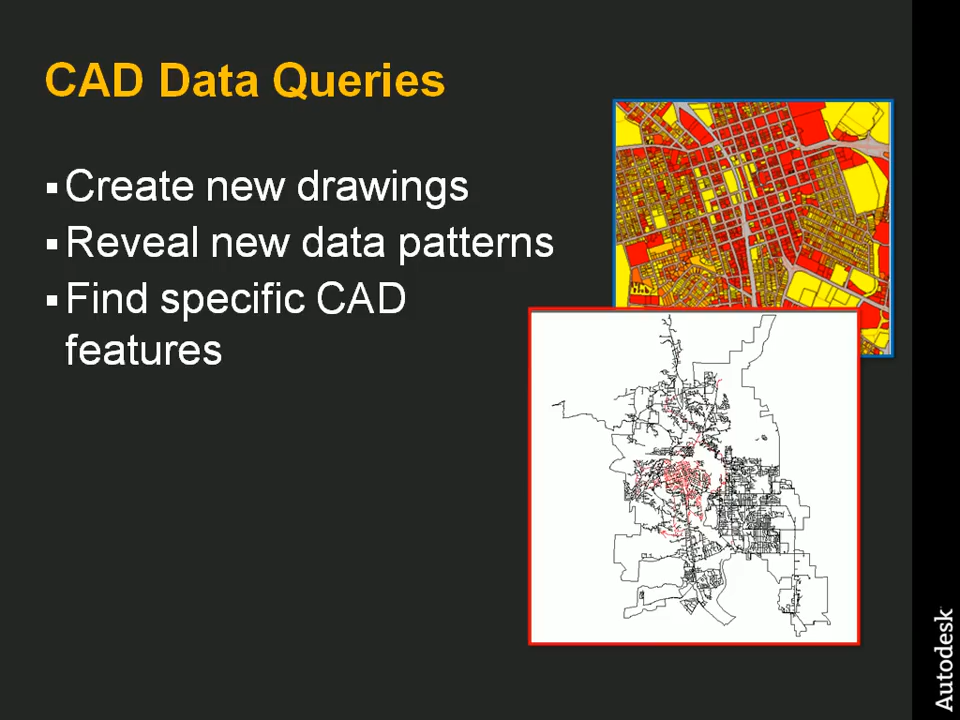 CAD Data Queries
▪ Create new drawings
▪ Reveal new data patterns
▪ Find specific CAD
features
Autodesk